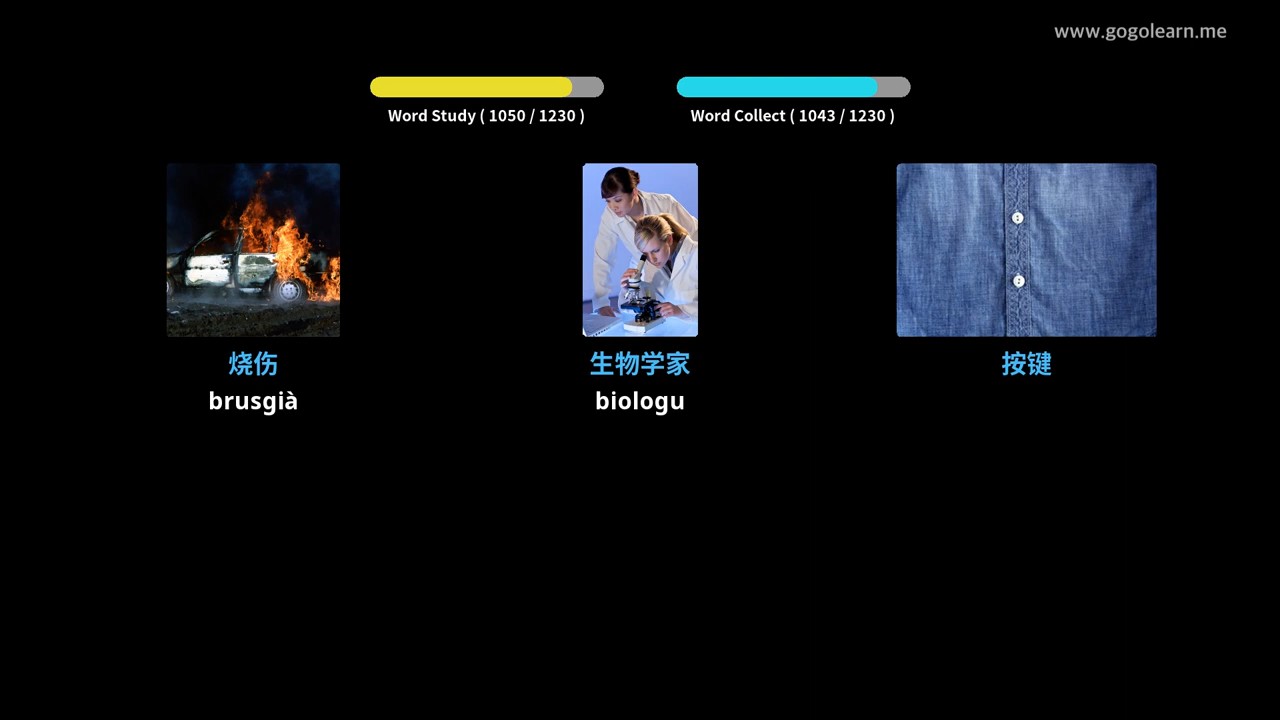 www.gogolearn.me
Word Study ( 1050 / 1230 )
Word Collect ( 1043 / 1230 )
烧伤
生物学家
按键
brusgià
biologu